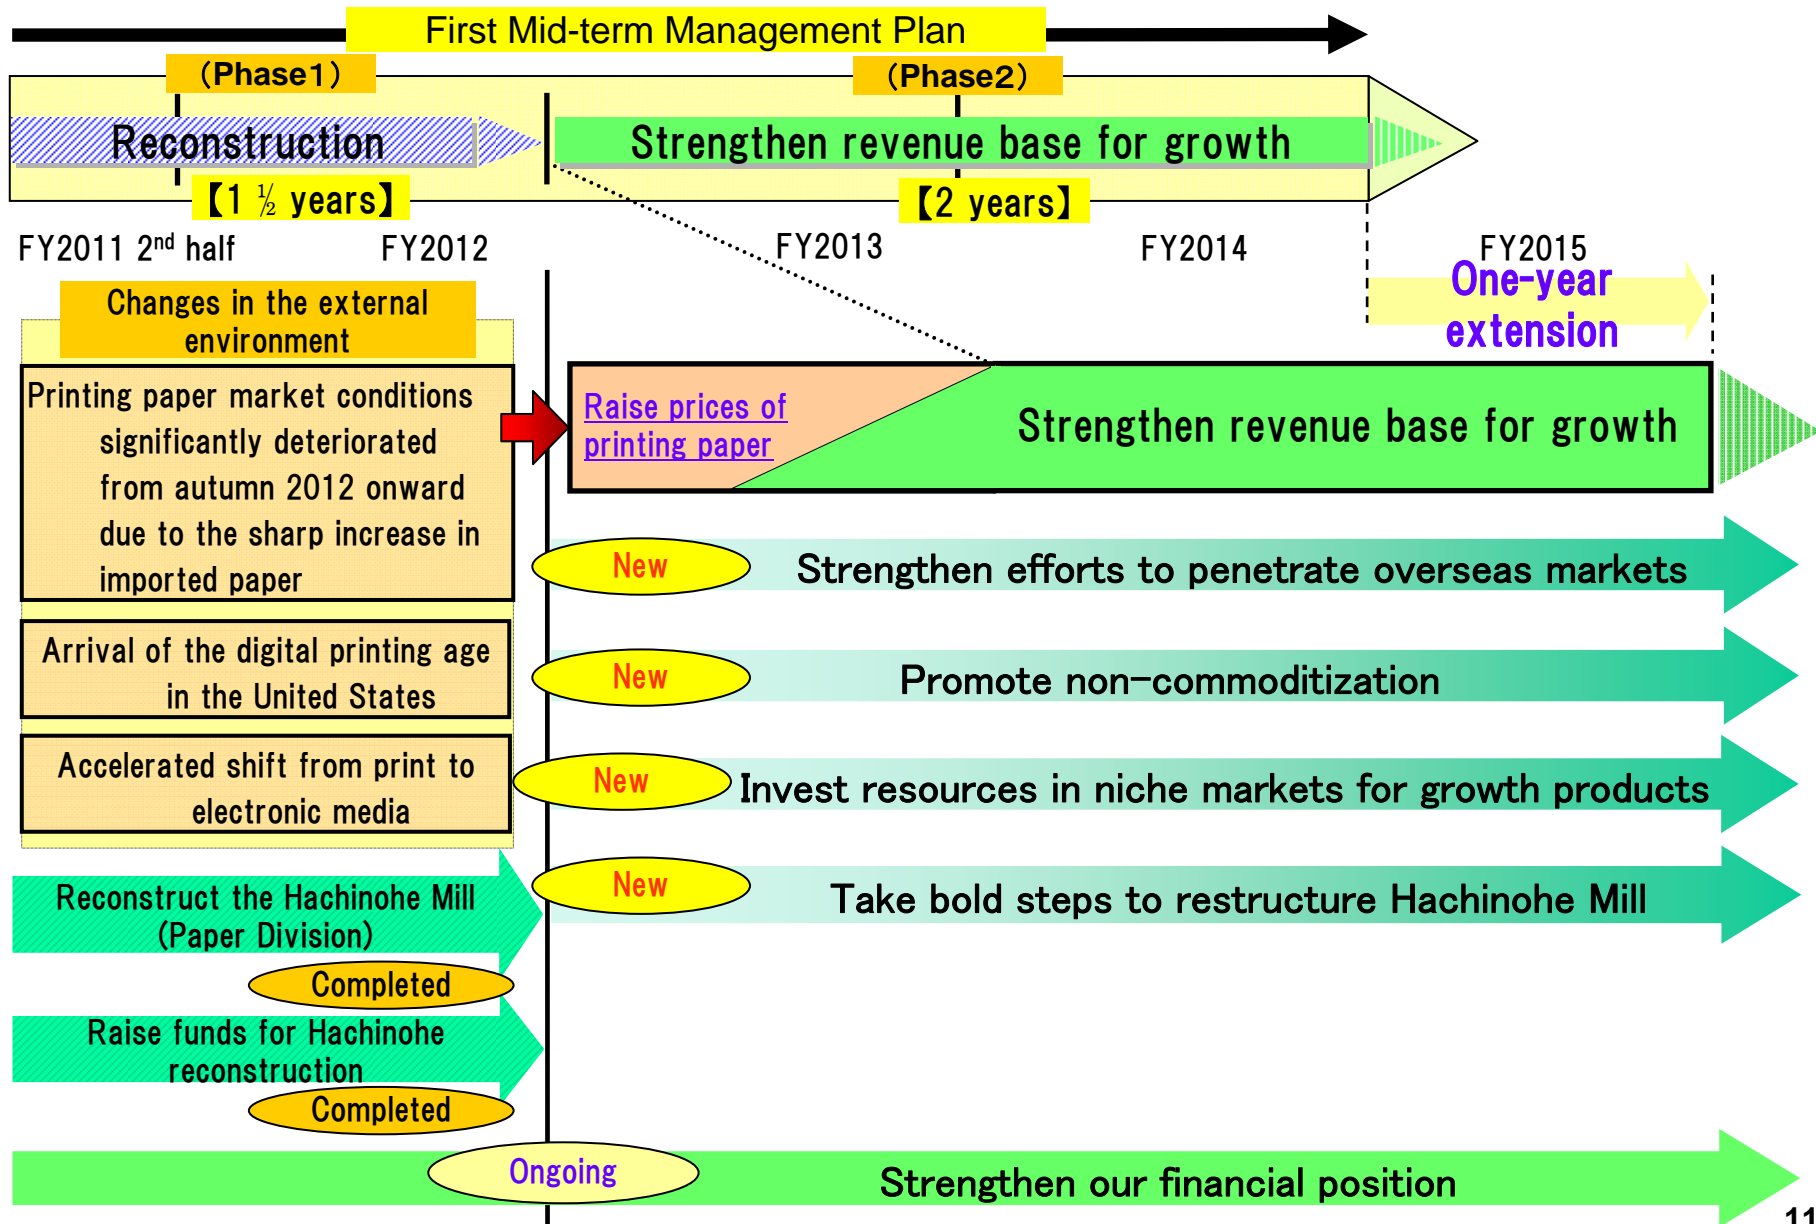 First Mid-term Management Plan
（Phase1）
（Phase2）
Reconstruction
Strengthen revenue base for growth
【1 ½ years】
【2 years】
FY2011 2nd half
FY2012
FY2013
FY2014
FY2015
One-year
extension
Changes in the external
environment
Printing paper market conditions
significantly deteriorated
from autumn 2012 onward
due to the sharp increase in
imported paper
Raise prices of
printing paper
Strengthen revenue base for growth
New
Strengthen efforts to penetrate overseas markets
Arrival of the digital printing age
in the United States
New
Promote non-commoditization
Accelerated shift from print to
electronic media
New
Invest resources in niche markets for growth products
Reconstruct the Hachinohe Mill
(Paper Division)
Completed
New
Take bold steps to restructure Hachinohe Mill
Raise funds for Hachinohe
reconstruction
Completed
Ongoing
Strengthen our financial position
11